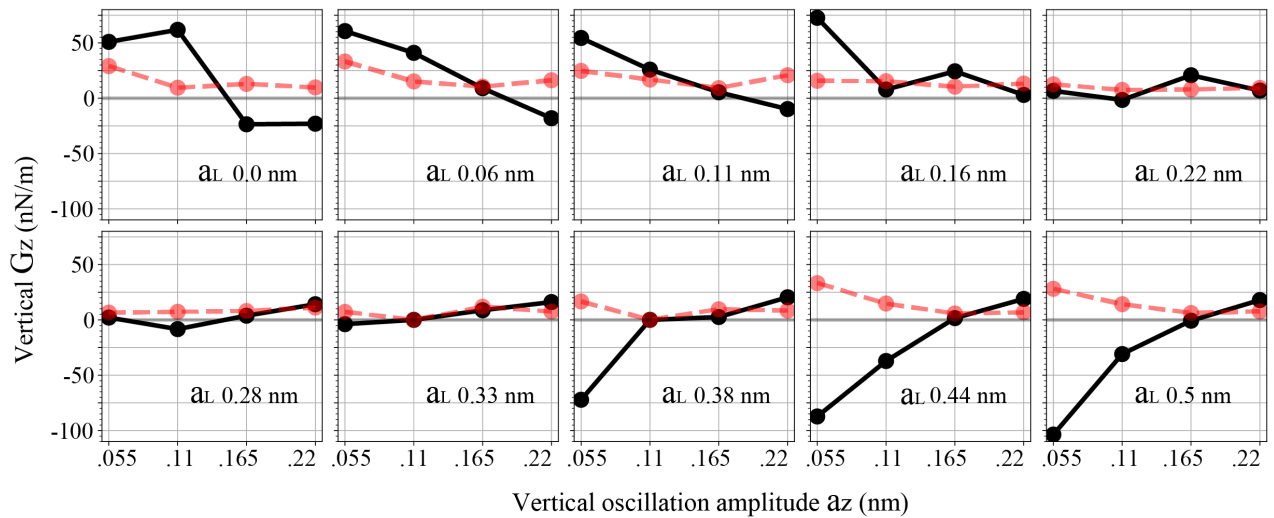 50
0
-50
-100
aL 0.0 nm
aL 0.06 nm
aL 0.11 nm
aL 0.16 nm
aL 0.22 nm
Vertical Gz (nN/m)
50
0
-50
-100
aL 0.28 nm
aL 0.33 nm
aL 0.38 nm
aL 0.44 nm
aL 0.5 nm
.055 .11 .165 .22 .055 .11 .165 .22 .055 .11 .165 .22 .055 .11 .165 .22 .055 .11 .165 .22
Vertical oscillation amplitude az (nm)